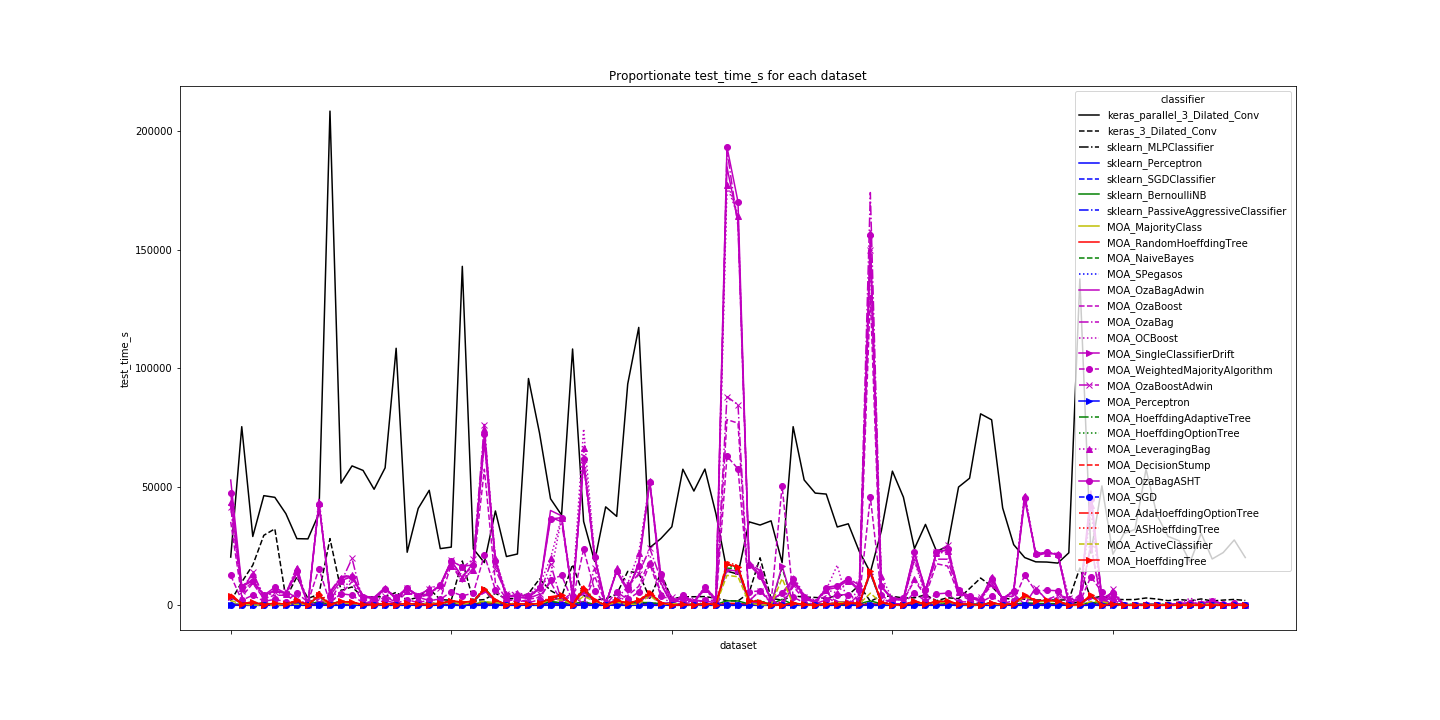 Proportionate test_time_s for each dataset
classifier
keras_parallel_3_Dilated_Conv
keras_3_Dilated_Conv
sklearn_MLPClassifier
sklearn_Perceptron
sklearn_SGDClassifier
sklearn_BernoulliNB
sklearn_PassiveAggressiveClassifier
MOA_MajorityClass
MOA_RandomHoeffdingTree
MOA_NaiveBayes
MOA_SPegasos
MOA_OzaBagAdwin
MOA_OzaBoost
MOA_OzaBag
MOA_OCBoost
MOA_SingleClassifierDrift
MOA_WeightedMajorityAlgorithm
MOA_OzaBoostAdwin
MOA_Perceptron
MOA_HoeffdingAdaptiveTree
MOA_HoeffdingOptionTree
MOA_LeveragingBag
MOA_DecisionStump
MOA_OzaBagASHT
MOA_SGD
MOA_AdaHoeffdingOptionTree
MOA_ASHoeffdingTree
MOA_ActiveClassifier
MOA_HoeffdingTree
200000
150000
100000
50000
0
test_time_s
dataset